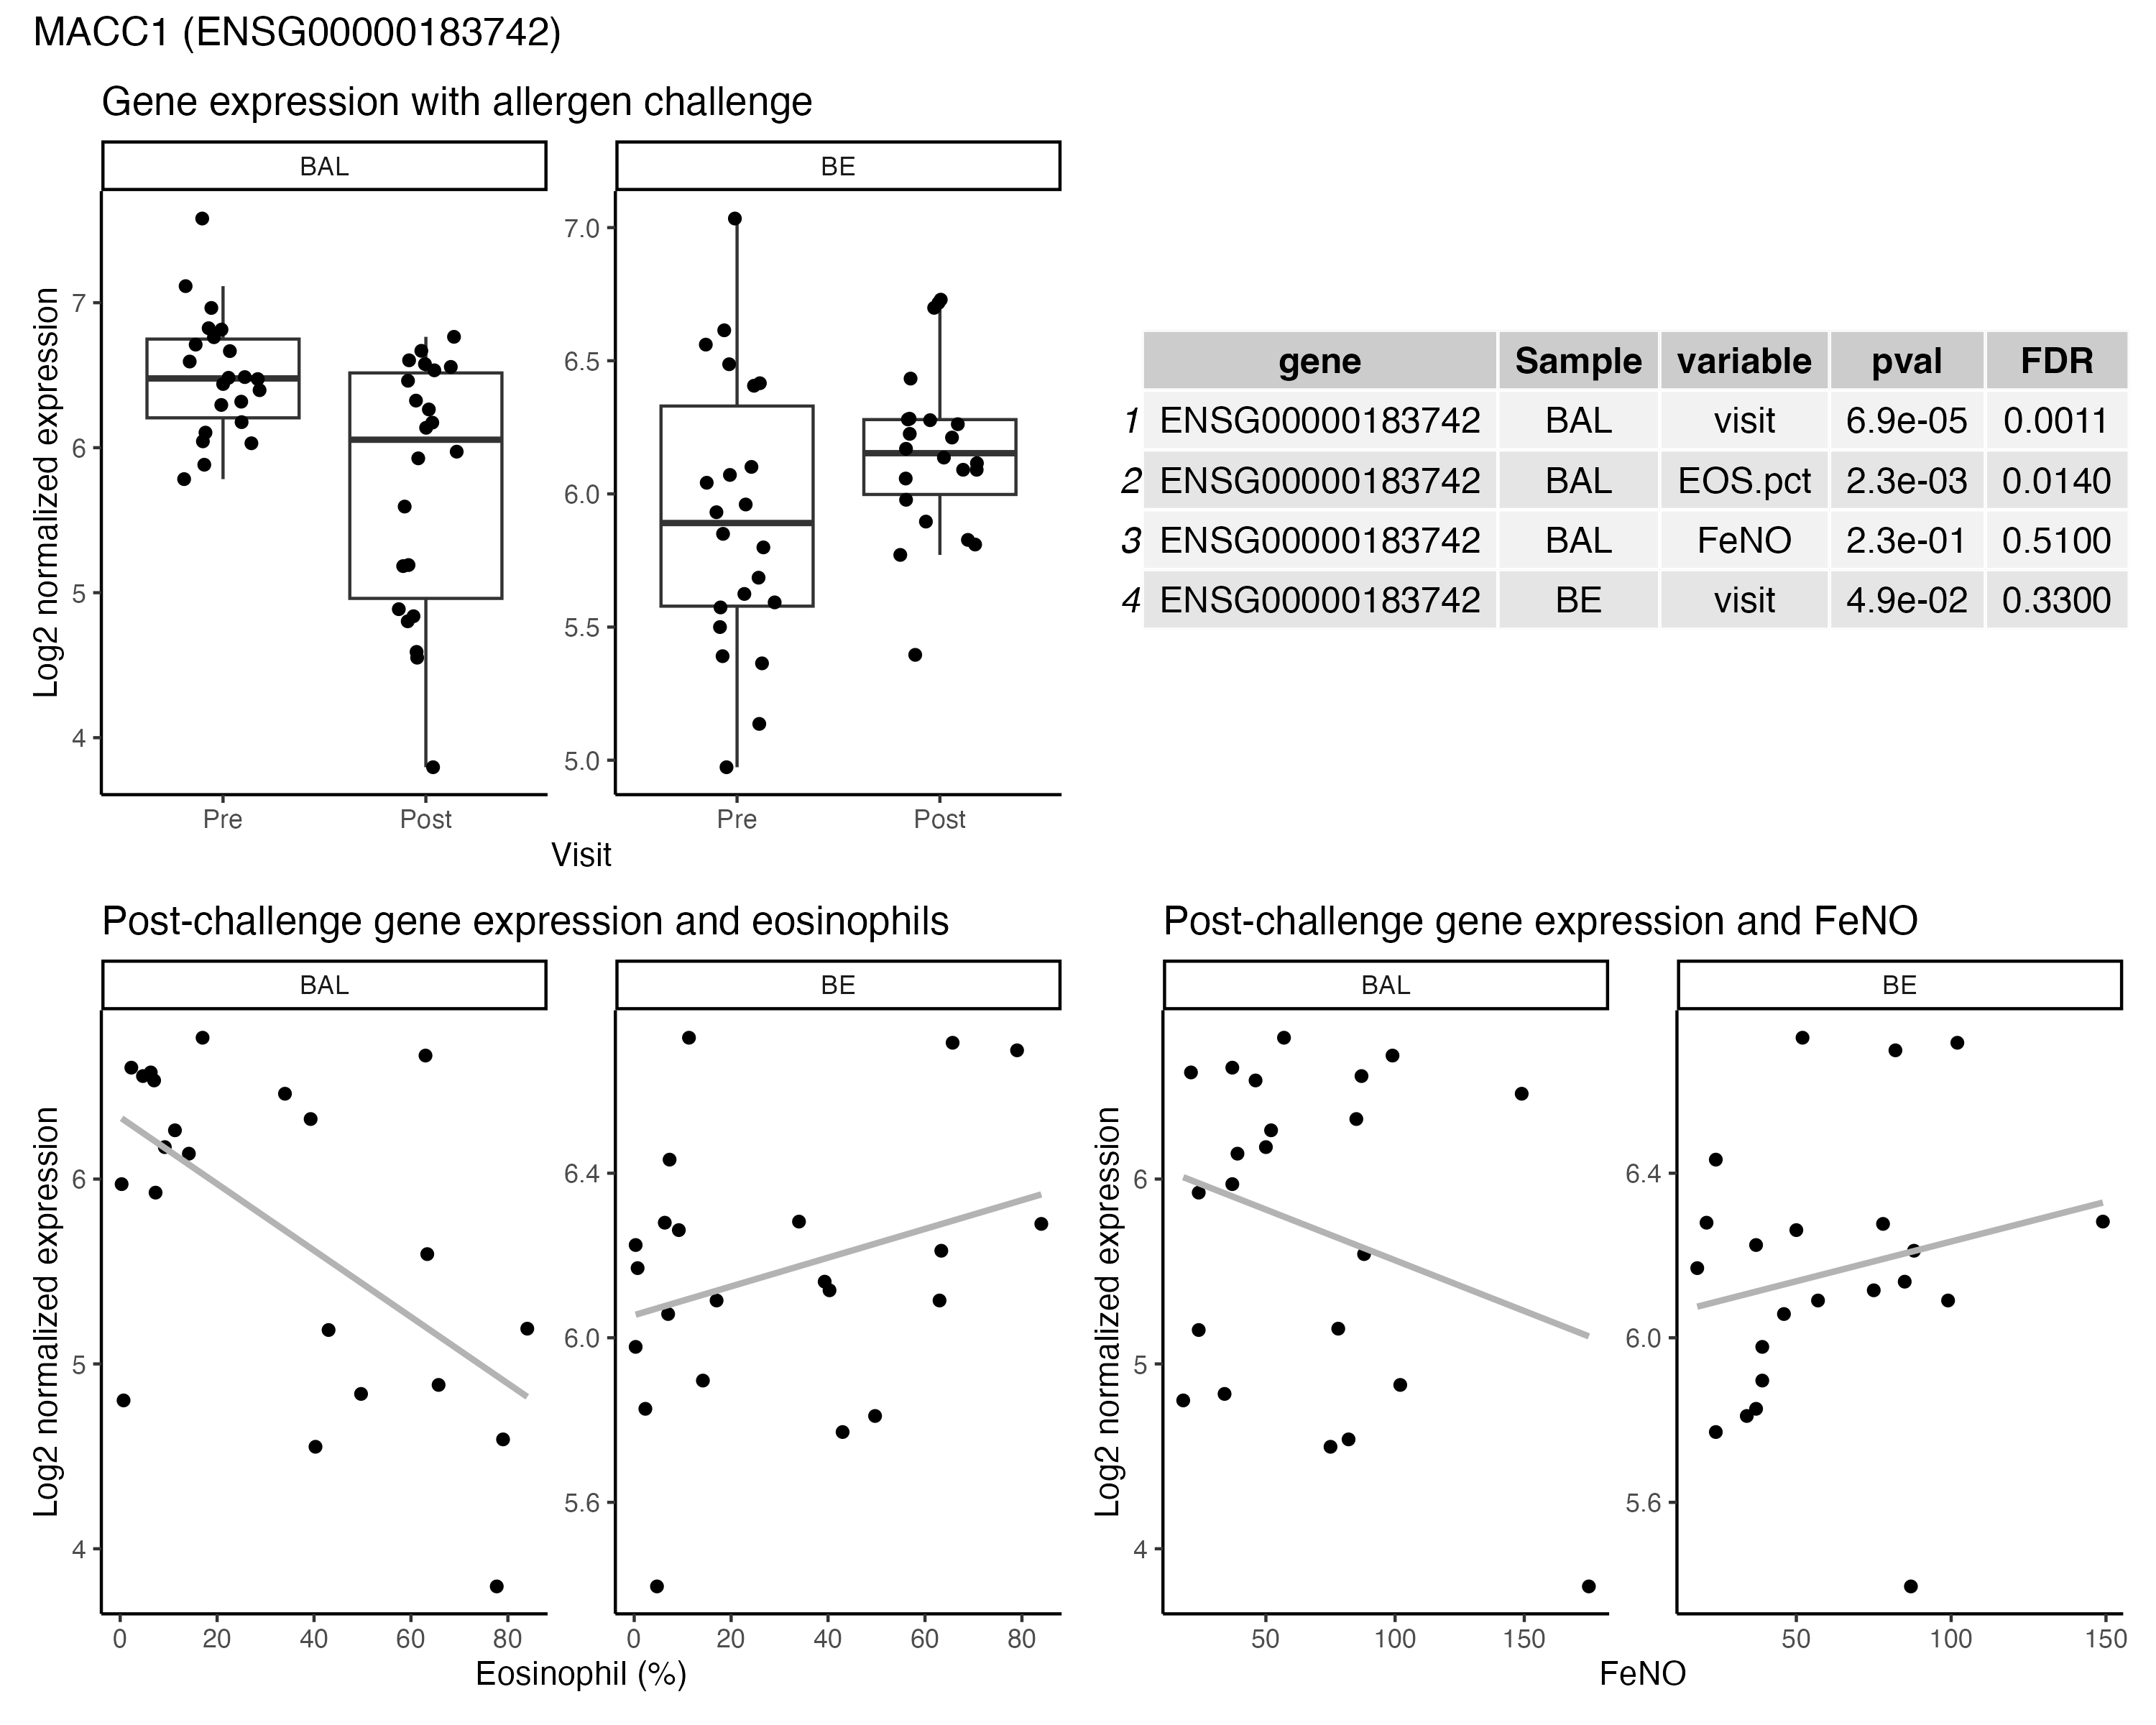 MACC1 (ENSG00000183742)
Gene expression with allergen challenge
BAL
BE
Log2 normalized expression
7
6
5
4
7.0
6.5
6.0
5.5
5.0
Pre
Post
Pre
Post
Visit
gene Sample variable pval FDR
1 ENSG00000183742 BAL visit 6.9e-05 0.0011
2 ENSG00000183742 BAL EOS.pct 2.3e-03 0.0140
3 ENSG00000183742 BAL FeNO 2.3e-01 0.5100
4 ENSG00000183742 BE visit 4.9e-02 0.3300
Post-challenge gene expression and eosinophils
BAL
BE
Log2 normalized expression
6
5
4
6.4
6.0
5.6
0 20 40 60 80
0 20 40 60 80
Eosinophil (%)
Post-challenge gene expression and FeNO
BAL
BE
Log2 normalized expression
6
5
4
6.4
6.0
5.6
50 100 150
50 100 150
FeNO